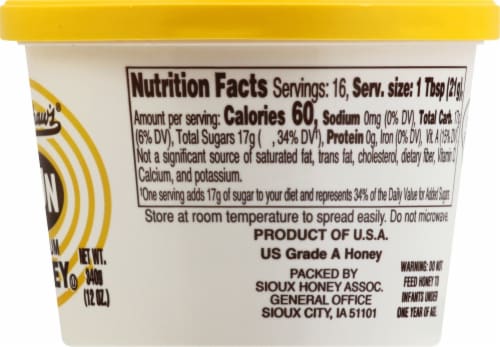 Nutrition Facts Servings: 16, Serv. size: 1 Tbsp (21g),
Amount per serving: Calories 60, Sodium 0mg (0% DV), Total Carb.
(6% DV), Total Sugars 17g ( , 34% DV†), Protein 0g, Iron (0% DV), Vit. A (15% DV
Not a significant source of saturated fat, trans fat, cholesterol, dietary fiber, Vitamin D,
Calcium, and potassium.
†One serving adds 17g of sugar to your diet and represents 34% of the Daily Value for Added Sugars.
Store at room temperature to spread easily. Do not microwave.
PRODUCT OF U.S.A.
US Grade A Honey
PACKED BY
SIOUX HONEY ASSOC.
GENERAL OFFICE
SIOUX CITY, IA 51101
WARNING: DO NOT
FEED HONEY TO
INFANTS UNDER
ONE YEAR OF AGE.
NET WT.
340g
(12 OZ.)